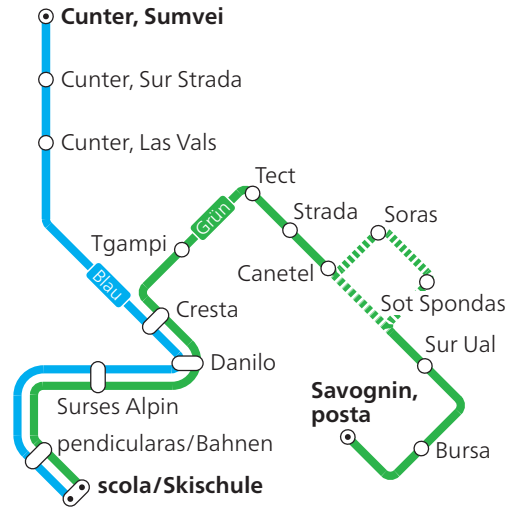 Cunter, Sumvei
Cunter, Sur Strada
Cunter, Las Vals
Tect
Grün
Strada
Soras
Tgampi
Canetel
Blau
Cresta
Sot Spondas
Sur Ual
Danilo
Savognin,
posta
Surses Alpin
pendicularas/Bahnen
Bursa
scola/Skischule